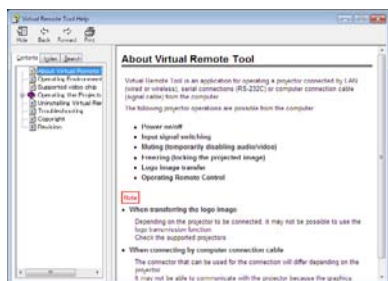 Virtual Remote Tool Help
Hide Back Forward Print
Contents Index Search
About Virtual Remote
Operating Environment
Supported video chip
Operating the Projecto
Uninstalling Virtual Rer
Troubleshooting
Copyright
Revision
About Virtual Remote Tool
Virtual Remote Tool is an application for operating a projector connected by LAN
(wired or wireless), serial connections (RS-232C) or computer connection cable
(signal cable) from the computer.
The following projector operations are possible from the computer.
• Power on/off
• Input signal switching
• Muting (temporarily disabling audio/video)
• Freezing (locking the projected image)
• Logo Image transfer
• Operating Remote Control
Note
• When transferring the logo image
Depending on the projector to be connected, it may not be possible to use the
logo transmission function.
Check the supported projectors
• When connecting by computer connection cable
The connector that can be used for the connection will differ depending on the
projector.
It may not be able to communicate with the projector because the graphics